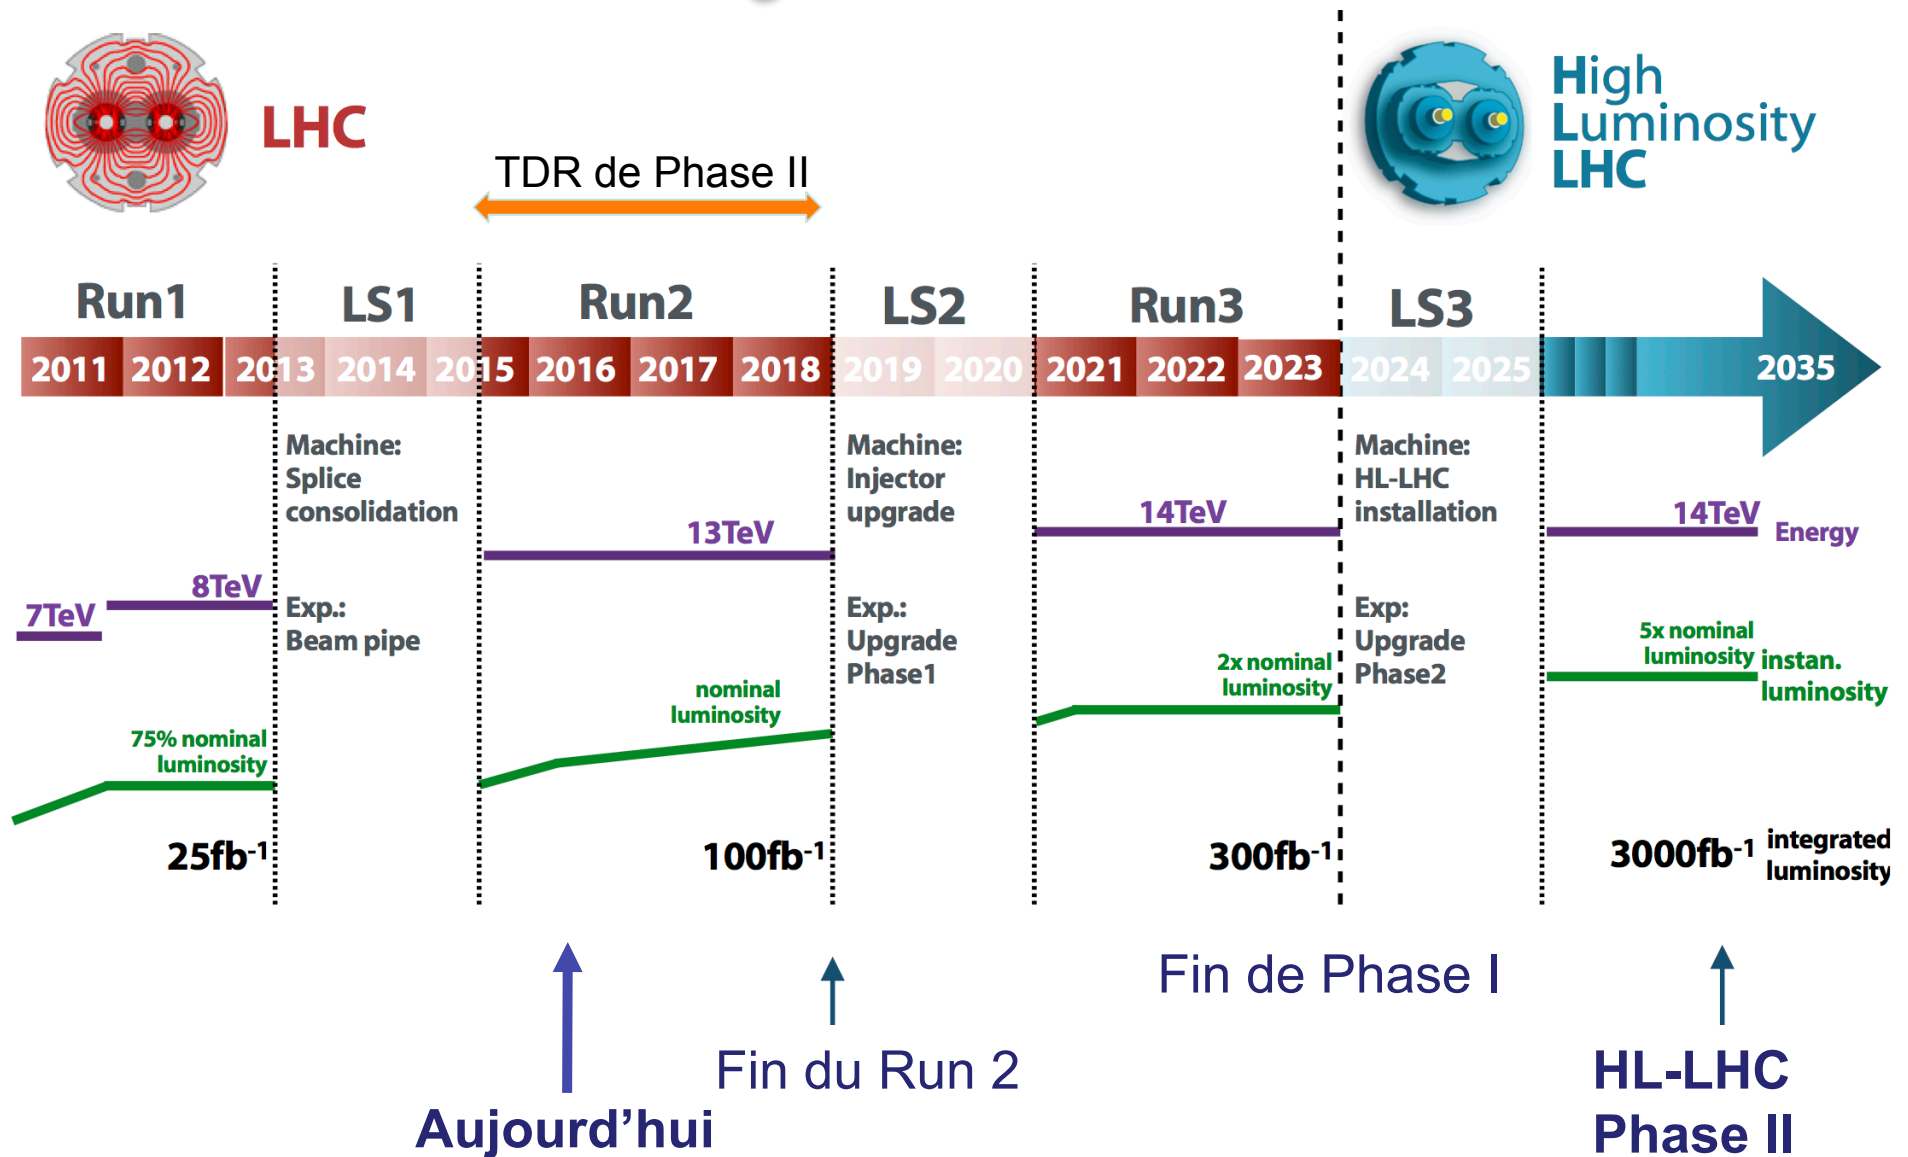 LHC
High
Luminosity
LHC
TDR de Phase II
Run1
LS1
Run2
LS2
Run3
LS3
2011 2012 2013 2014 2015 2016 2017 2018 2019 2020 2021 2022 2023 2024 2025 2035
Machine:
Splice
consolidation
Machine:
Injector
upgrade
Machine:
HL-LHC
installation
7TeV
8TeV
13TeV
14TeV
14TeV
Energy
Exp.:
Beam pipe
Exp.:
Upgrade
Phase1
Exp:
Upgrade
Phase2
75% nominal
luminosity
nominal
luminosity
2x nominal
luminosity
5x nominal
luminosity
instan.
luminosity
25fb-1
100fb-1
300fb-1
3000fb-1
integrated
luminosity
Aujourd’hui
Fin du Run 2
Fin de Phase I
HL-LHC
Phase II